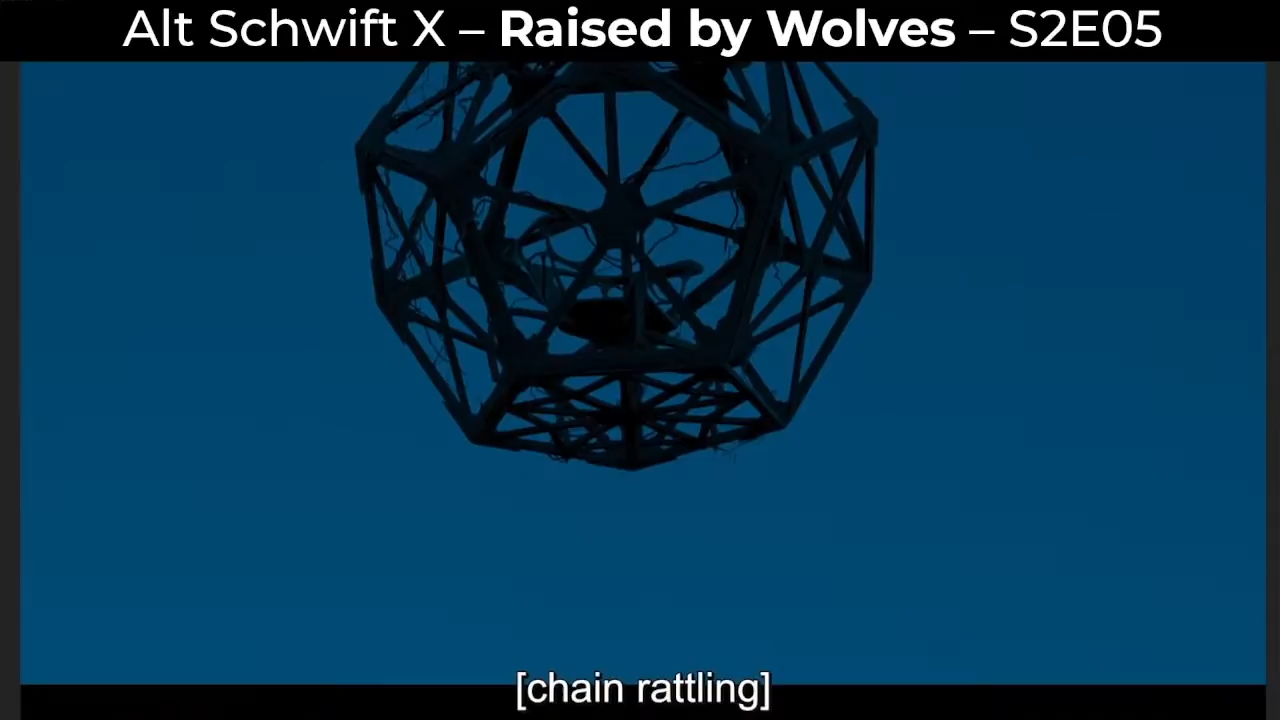 Alt Schwift X – Raised by Wolves – S2E05
[chain rattling]